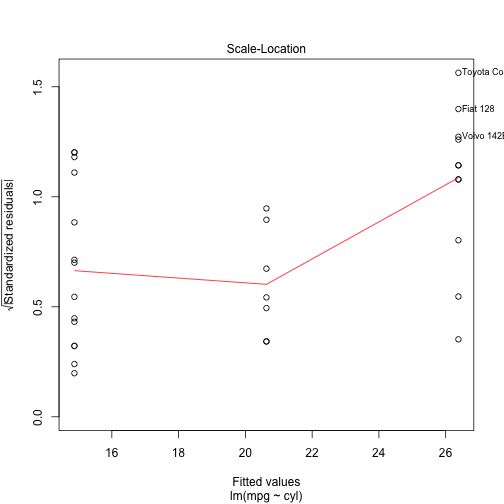 Scale-Location
√|Standardized residuals|
1.5
1.0
0.5
0.0
Toyota Co
Fiat 128
Volvo 142E
16 18 20 22 24 26
Fitted values
lm(mpg ~ cyl)